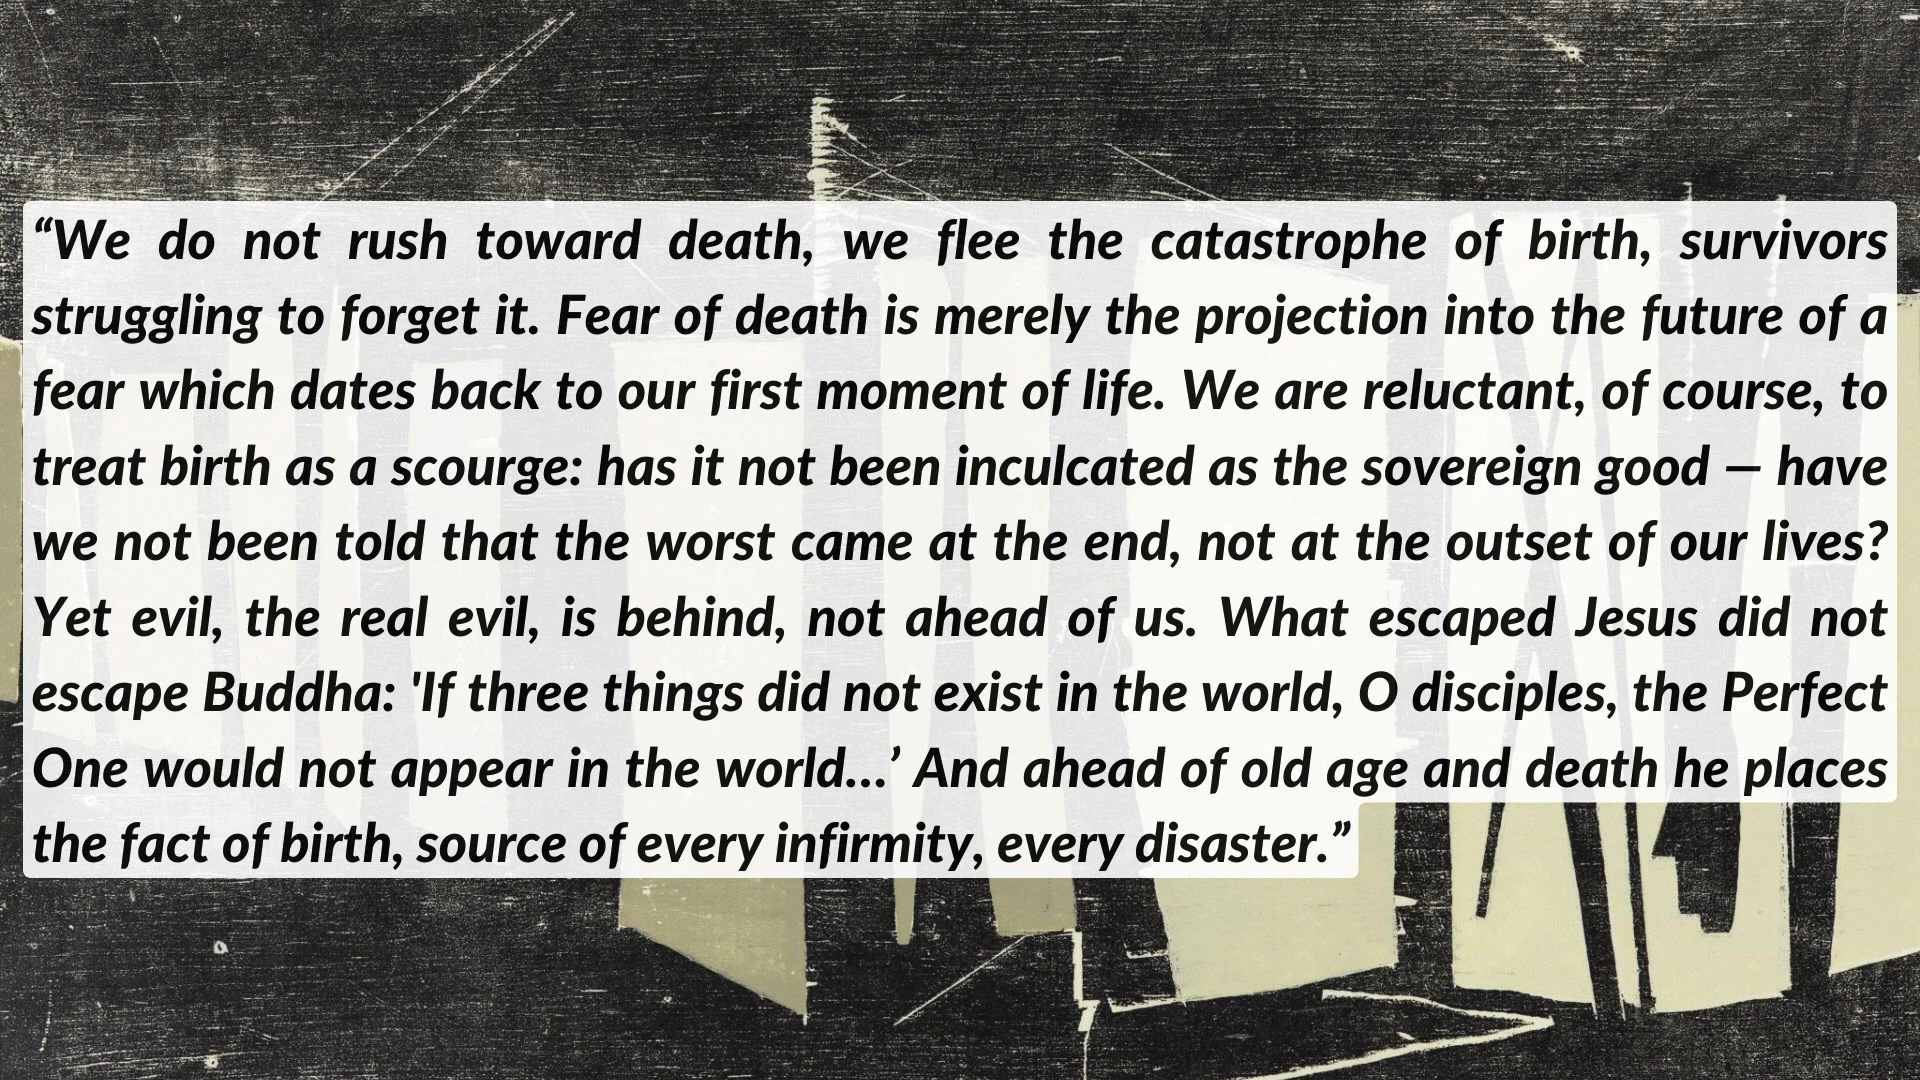 “We do not rush toward death, we flee the catastrophe of birth, survivors
struggling to forget it. Fear of death is merely the projection into the future of a
fear which dates back to our first moment of life. We are reluctant, of course, to
treat birth as a scourge: has it not been inculcated as the sovereign good — have
we not been told that the worst came at the end, not at the outset of our lives?
Yet evil, the real evil, is behind, not ahead of us. What escaped Jesus did not
escape Buddha: 'If three things did not exist in the world, O disciples, the Perfect
One would not appear in the world...’ And ahead of old age and death he places
the fact of birth, source of every infirmity, every disaster.”